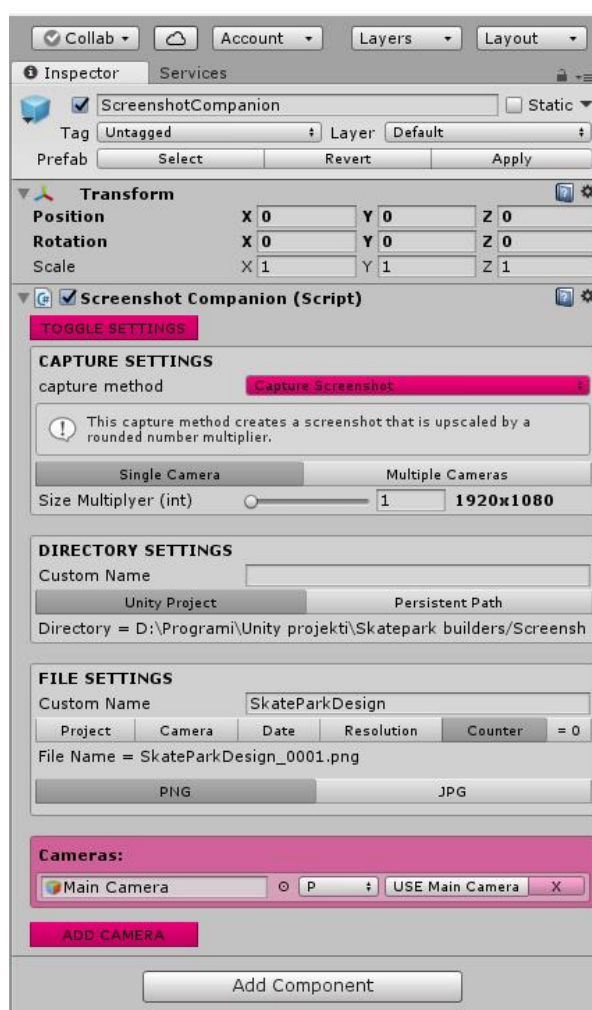 Collab Account Layers Layout
Inspector Services
ScreenshotCompanion Static
Tag Untagged Layer Default
Prefab Select Revert Apply
Transform
Position X 0 Y 0 Z 0
Rotation X 0 Y 0 Z 0
Scale X 1 Y 1 Z 1
Screenshot Companion (Script)
TOGGLE SETTINGS
CAPTURE SETTINGS
capture method Capture Screenshot
This capture method creates a screenshot that is upscaled by a
rounded number multiplier.
Single Camera Multiple Cameras
Size Multiplyer (int) 1 1920x1080
DIRECTORY SETTINGS
Custom Name
Unity Project Persistent Path
Directory = D:\Programi\Unity projekti\Skatepark builders/Screensh
FILE SETTINGS
Custom Name SkateParkDesign
Project Camera Date Resolution Counter = 0
File Name = SkateParkDesign_0001.png
PNG JPG
Cameras:
Main Camera P USE Main Camera X
ADD CAMERA
Add Component